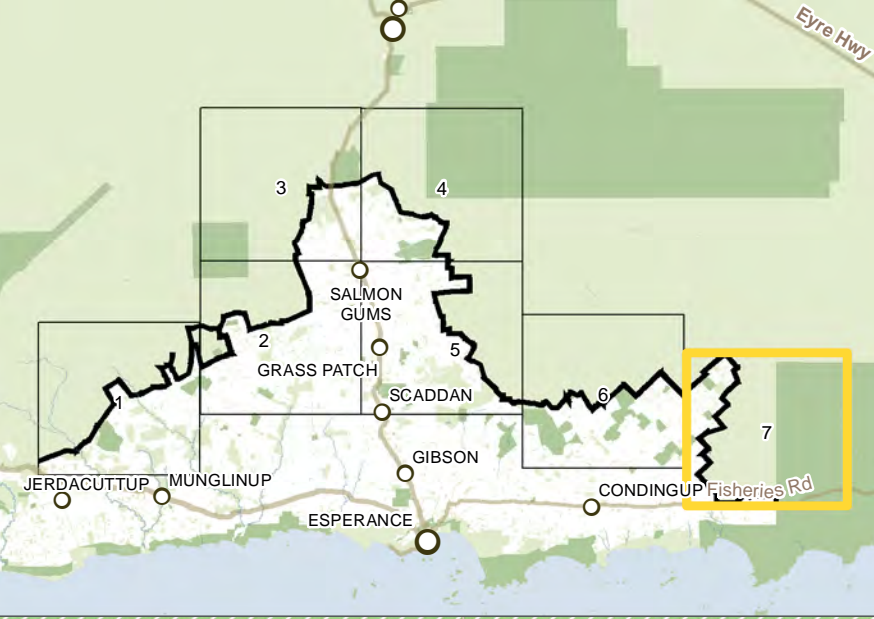 Eyre Hwy
3
4
SALMON
GUMS
2
5
GRASS PATCH
SCADDAN
6
1
7
GIBSON
JERDACUTTUP
MUNGLINUP
CONDINGUP
Fisheries Rd
ESPERANCE